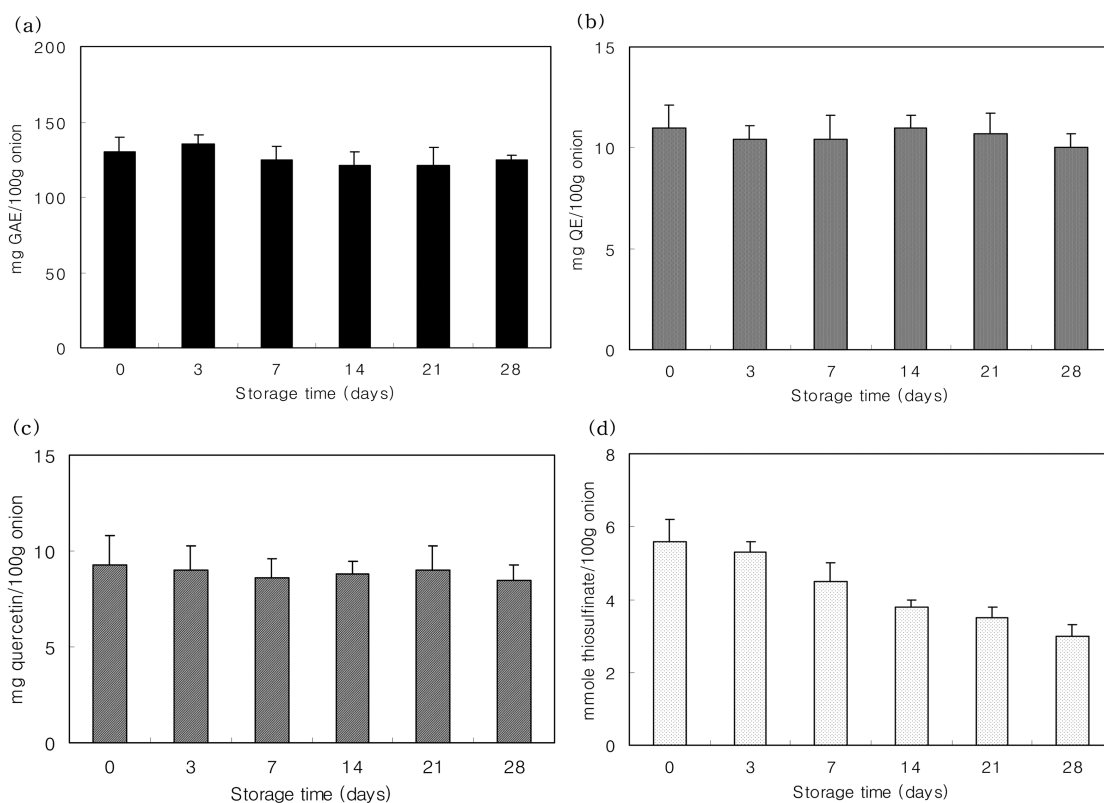 (a)
mg GAE/100g onion
200
150
100
50
0
0 3 7 14 21 28
Storage time (days)
(b)
mg QE/100g onion
15
10
5
0
0 3 7 14 21 28
Storage time (days)
(c)
mg quercetin/100g onion
15
10
5
0
0 3 7 14 21 28
Storage time (days)
(d)
mmole thiosulfinate/100g onion
8
6
4
2
0
0 3 7 14 21 28
Storage time (days)